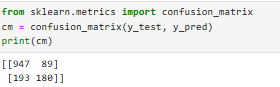 from sklearn.metrics import confusion_matrix
cm = confusion_matrix(y_test, y_pred)
print(cm)
[[947  89]
 [193 180]]